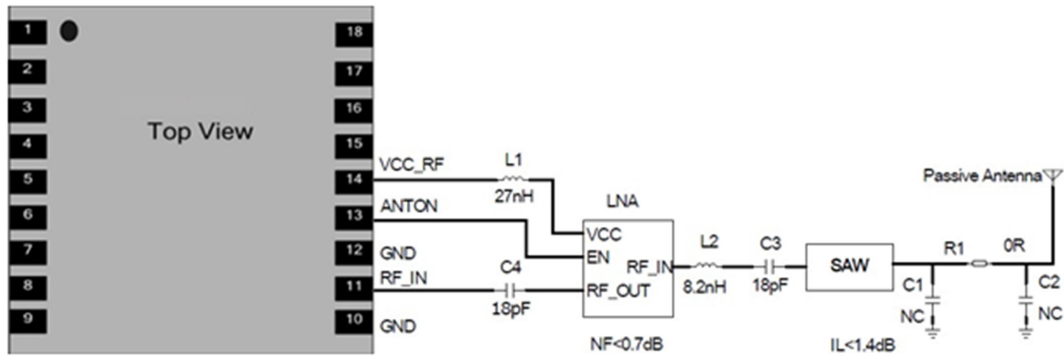 1
2
3
4
5
6
7
8
9
Top View
18
17
16
15
14
13
12
11
10
VCC_RF
ANTON
GND
RF_IN
GND
L1
27nH
C4
18pF
LNA
VCC
EN
RF_IN
RF_OUT
NF<0.7dB
L2
8.2nH
C3
18pF
SAW
IL<1.4dB
Passive Antenna
R1
0R
C1
NC
C2
NC